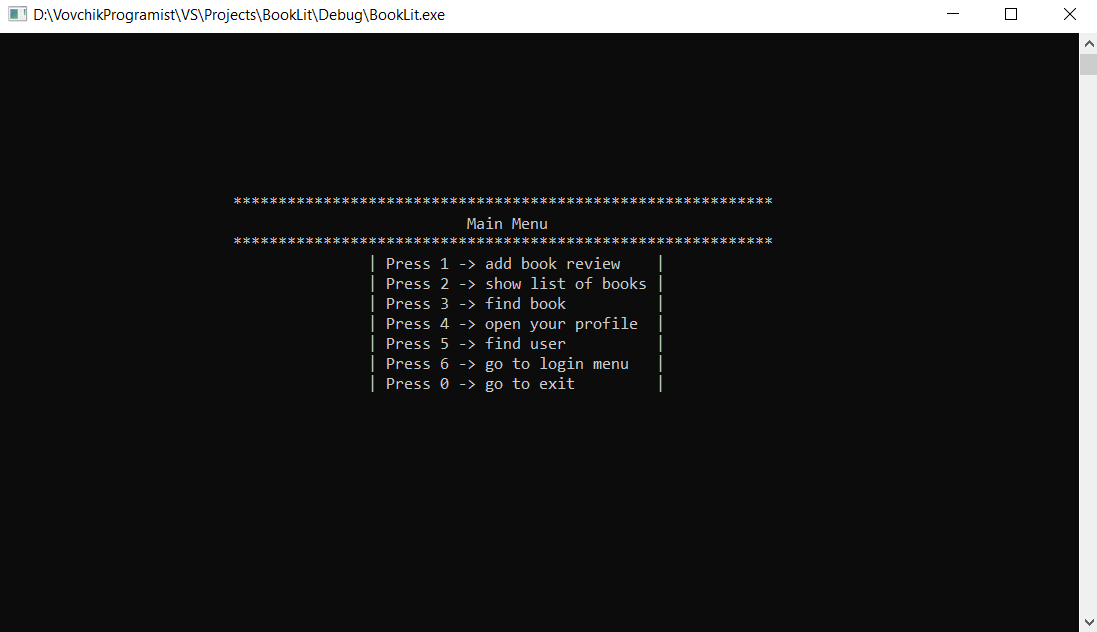 D:\VovchikProgramist\VS\Projects\BookLit\Debug\BookLit.exe
************************************************************
Main Menu
************************************************************
| Press 1 -> add book review    |
| Press 2 -> show list of books |
| Press 3 -> find book          |
| Press 4 -> open your profile  |
| Press 5 -> find user          |
| Press 6 -> go to login menu   |
| Press 0 -> go to exit         |